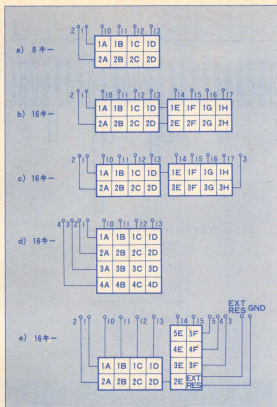 2 1 10 11 12 13
a) 8 キー
1A 1B 1C 1D
2A 2B 2C 2D
2 1 10 11 12 13 14 15 16 17
b) 16キー
1A 1B 1C 1D 1E 1F 1G 1H
2A 2B 2C 2D 2E 2F 2G 2H
2 1 10 11 12 13 14 15 16 17 3
c) 16キー
1A 1B 1C 1D 1E 1F 1G 1H
2A 2B 2C 2D 3E 3F 3G 3H
4 3 2 1 10 11 12 13
1A 1B 1C 1D
d) 16キー
2A 2B 2C 2D
3A 3B 3C 3D
4A 4B 4C 4D
EXT RES GND
2 1 10 11 12 13 14 15 5 4 3
5E 5F
e) 16キー
4E 4F
1A 1B 1C 1D 3E 3F
2A 2B 2C 2D 2E EXT RES